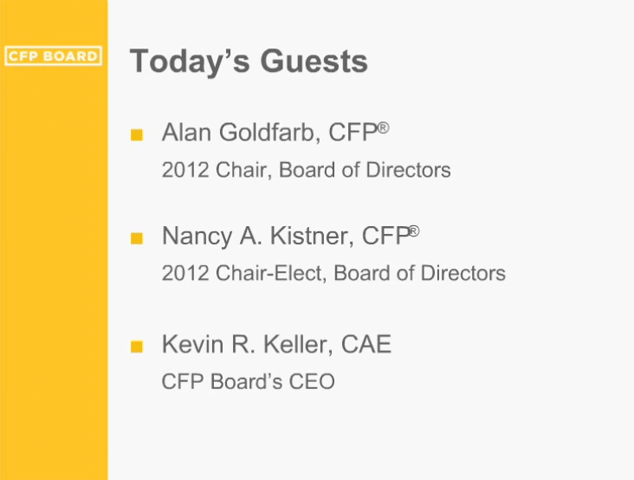 CFP BOARD
Today’s Guests
Alan Goldfarb, CFP®
2012 Chair, Board of Directors
Nancy A. Kistner, CFP®
2012 Chair-Elect, Board of Directors
Kevin R. Keller, CAE
CFP Board’s CEO